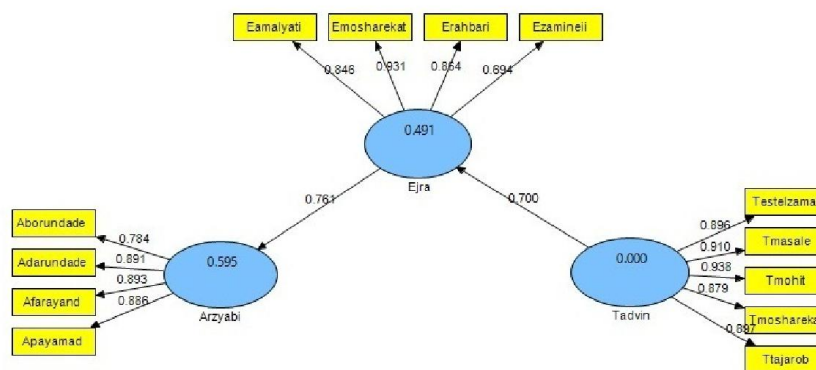 Eamalyati
Emosharekat
Erahbari
Ezamineii
0.846
0.931
0.864
0.694
0.491
Ejra
0.761
0.700
Aborundade
Adarundade
Afarayand
Apayamad
0.784
0.891
0.893
0.886
0.595
Arzyabi
0.000
Tadvin
0.896
0.910
0.938
0.879
0.897
Testelzama
Tmasale
Tmohit
Tmoshareka
Ttajarob